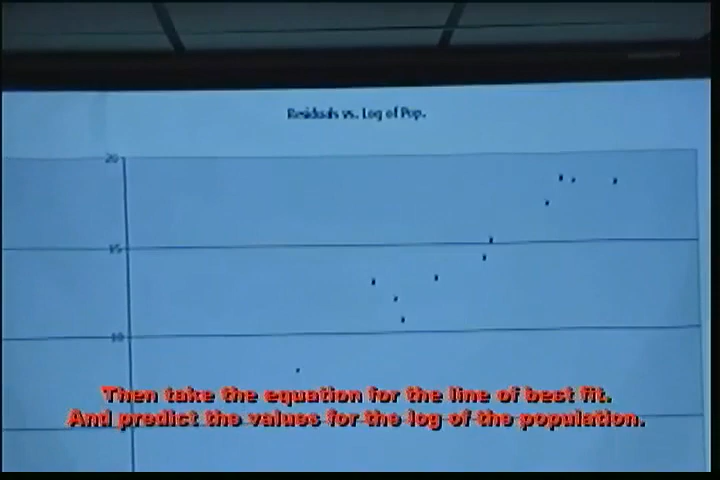 Residuals vs. Log of Pop.
20
15
10
Then take the equation for the line of best fit.
And predict the values for the log of the population.